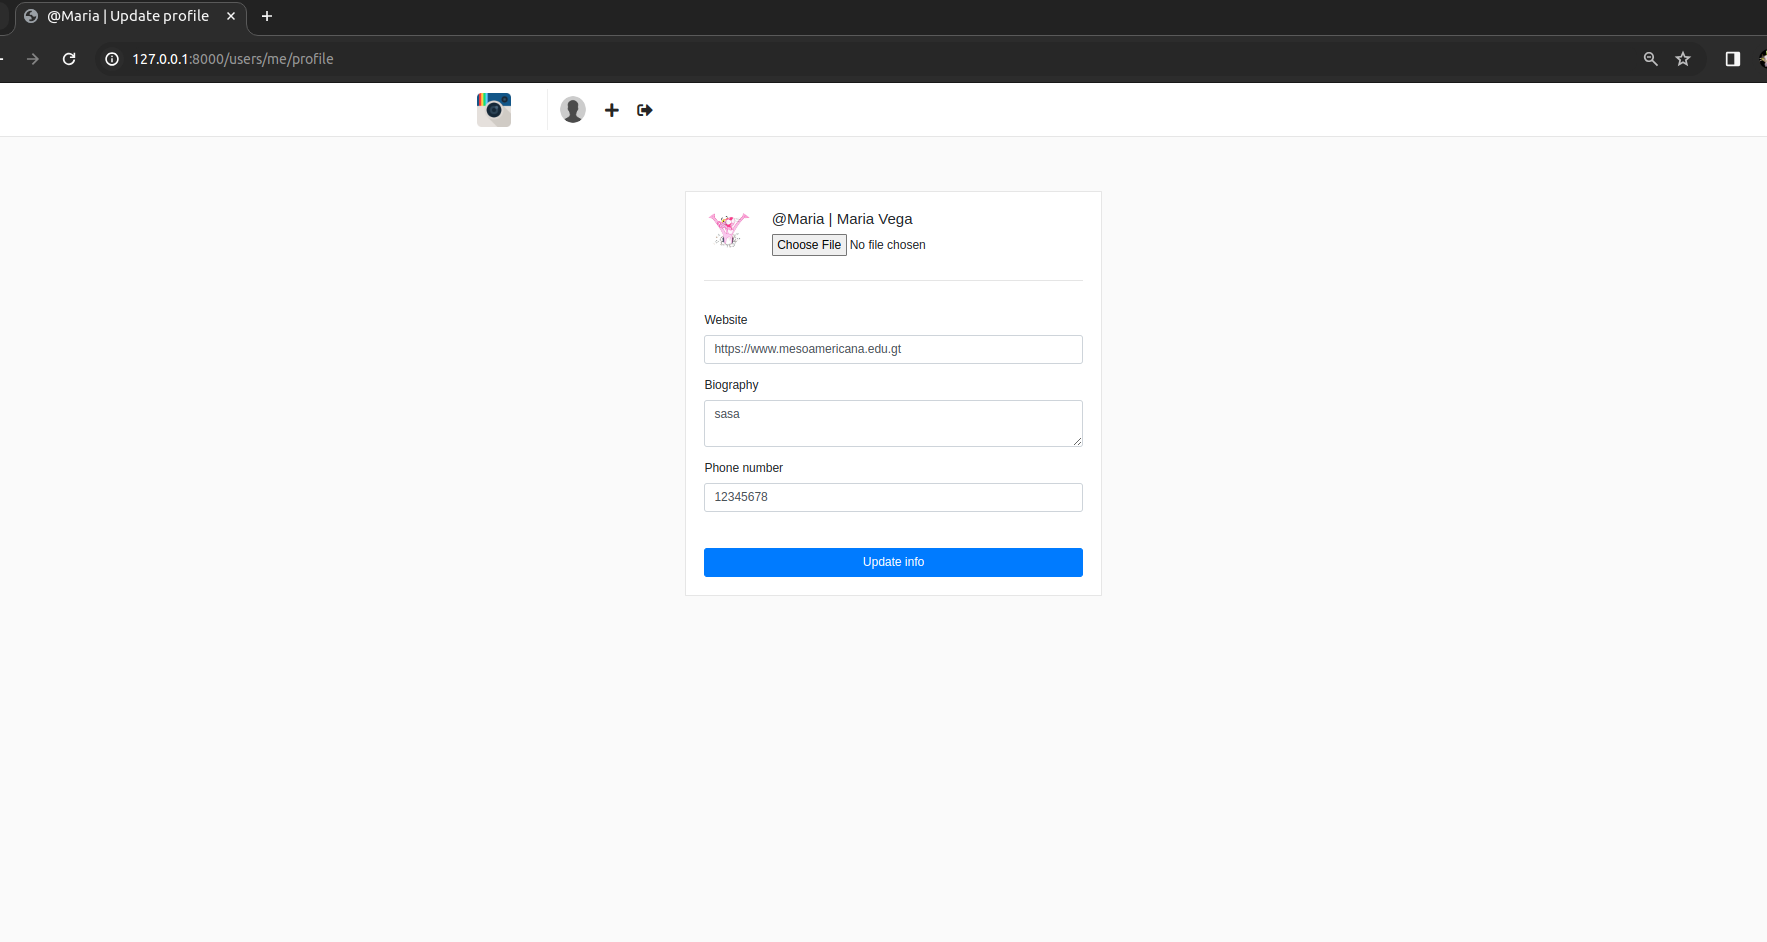 @Maria | Update profile
127.0.0.1:8000/users/me/profile
@Maria | Maria Vega
Choose File No file chosen
Website
https://www.mesoamericana.edu.gt
Biography
sasa
Phone number
12345678
Update info